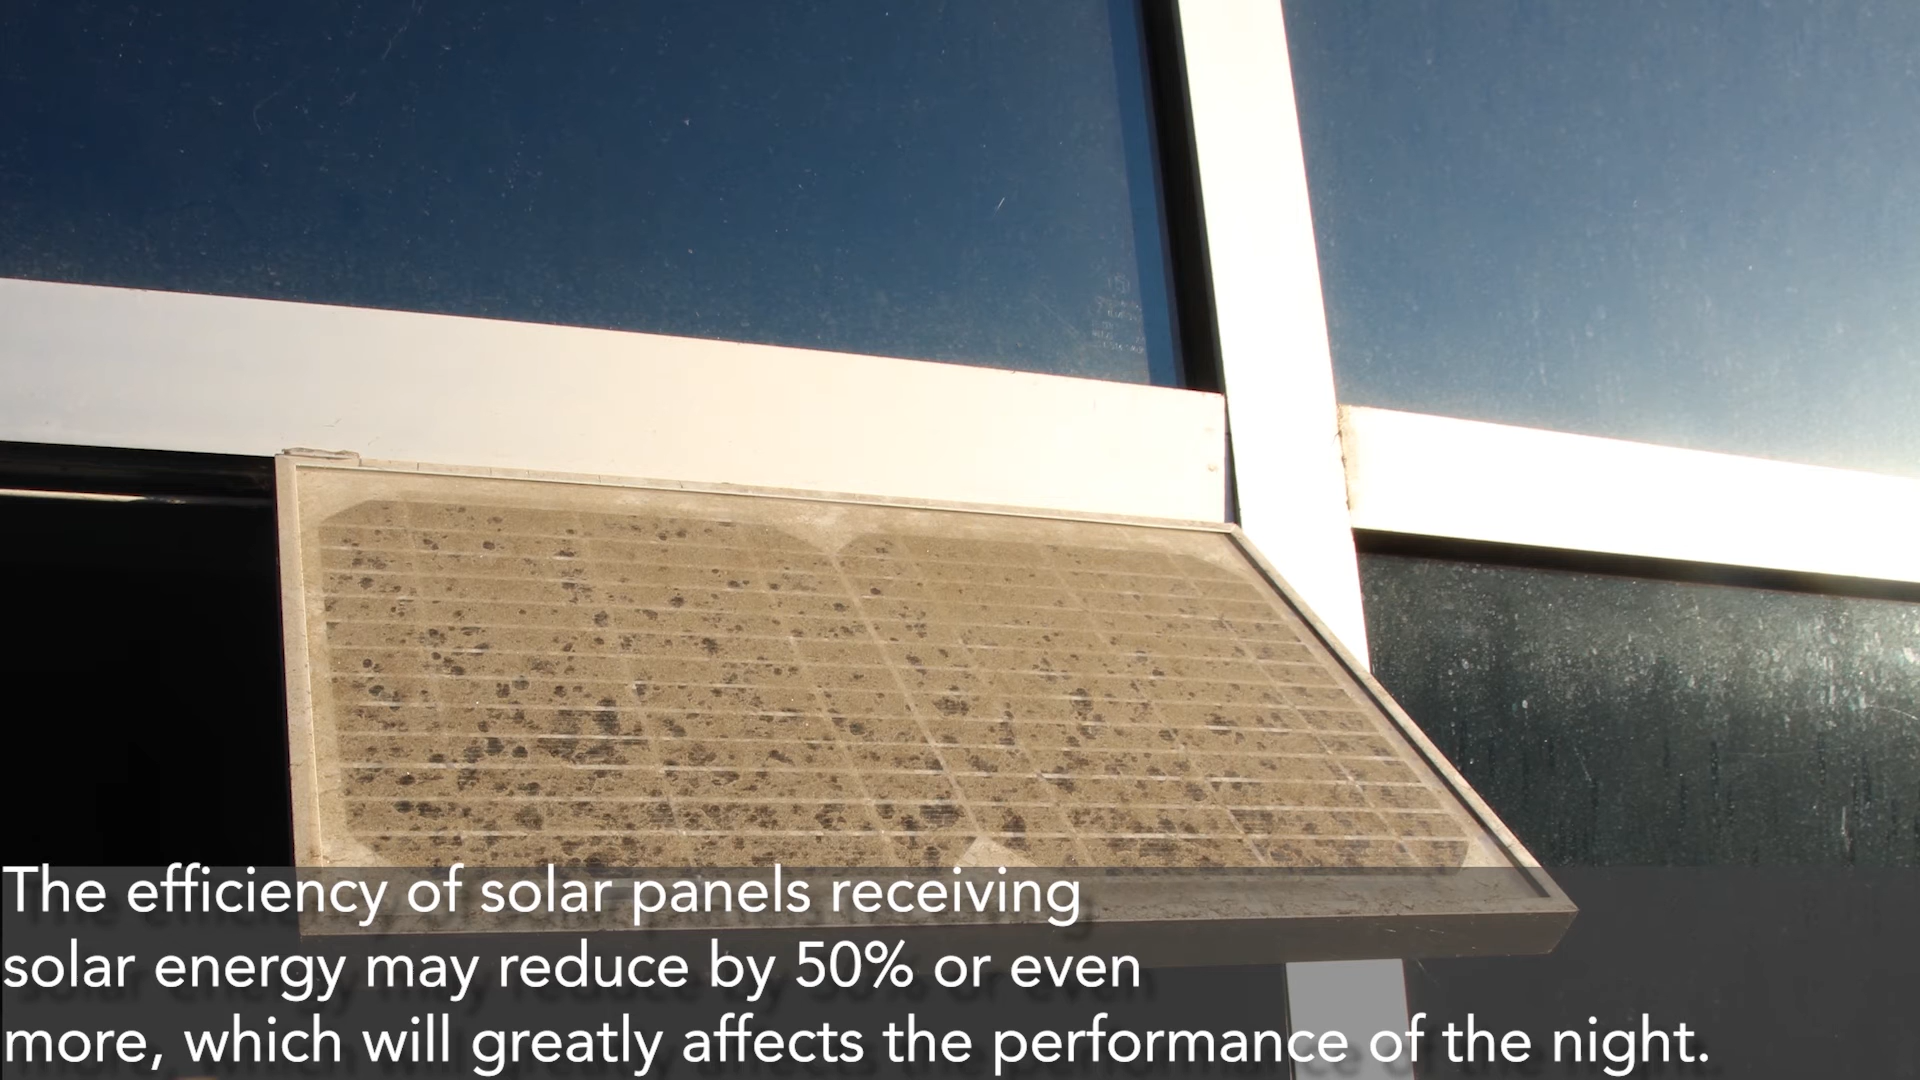 The efficiency of solar panels receiving
solar energy may reduce by 50% or even
more, which will greatly affects the performance of the night.